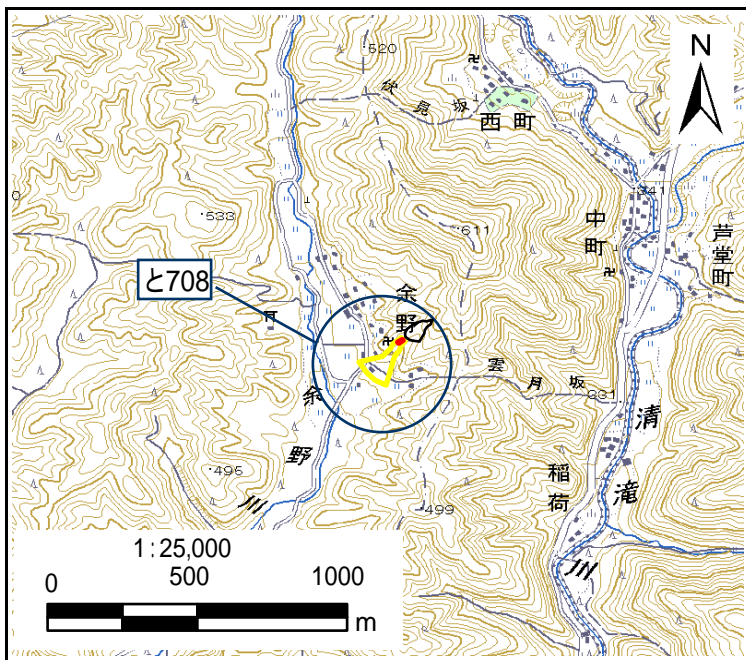 520
N
伏見坂
西町
341
中町
芦堂町
・533
・611
と708
余野
雲月坂
331
余野川
清滝川
稲荷
・495
・499
1:25,000
0 500 1000
m